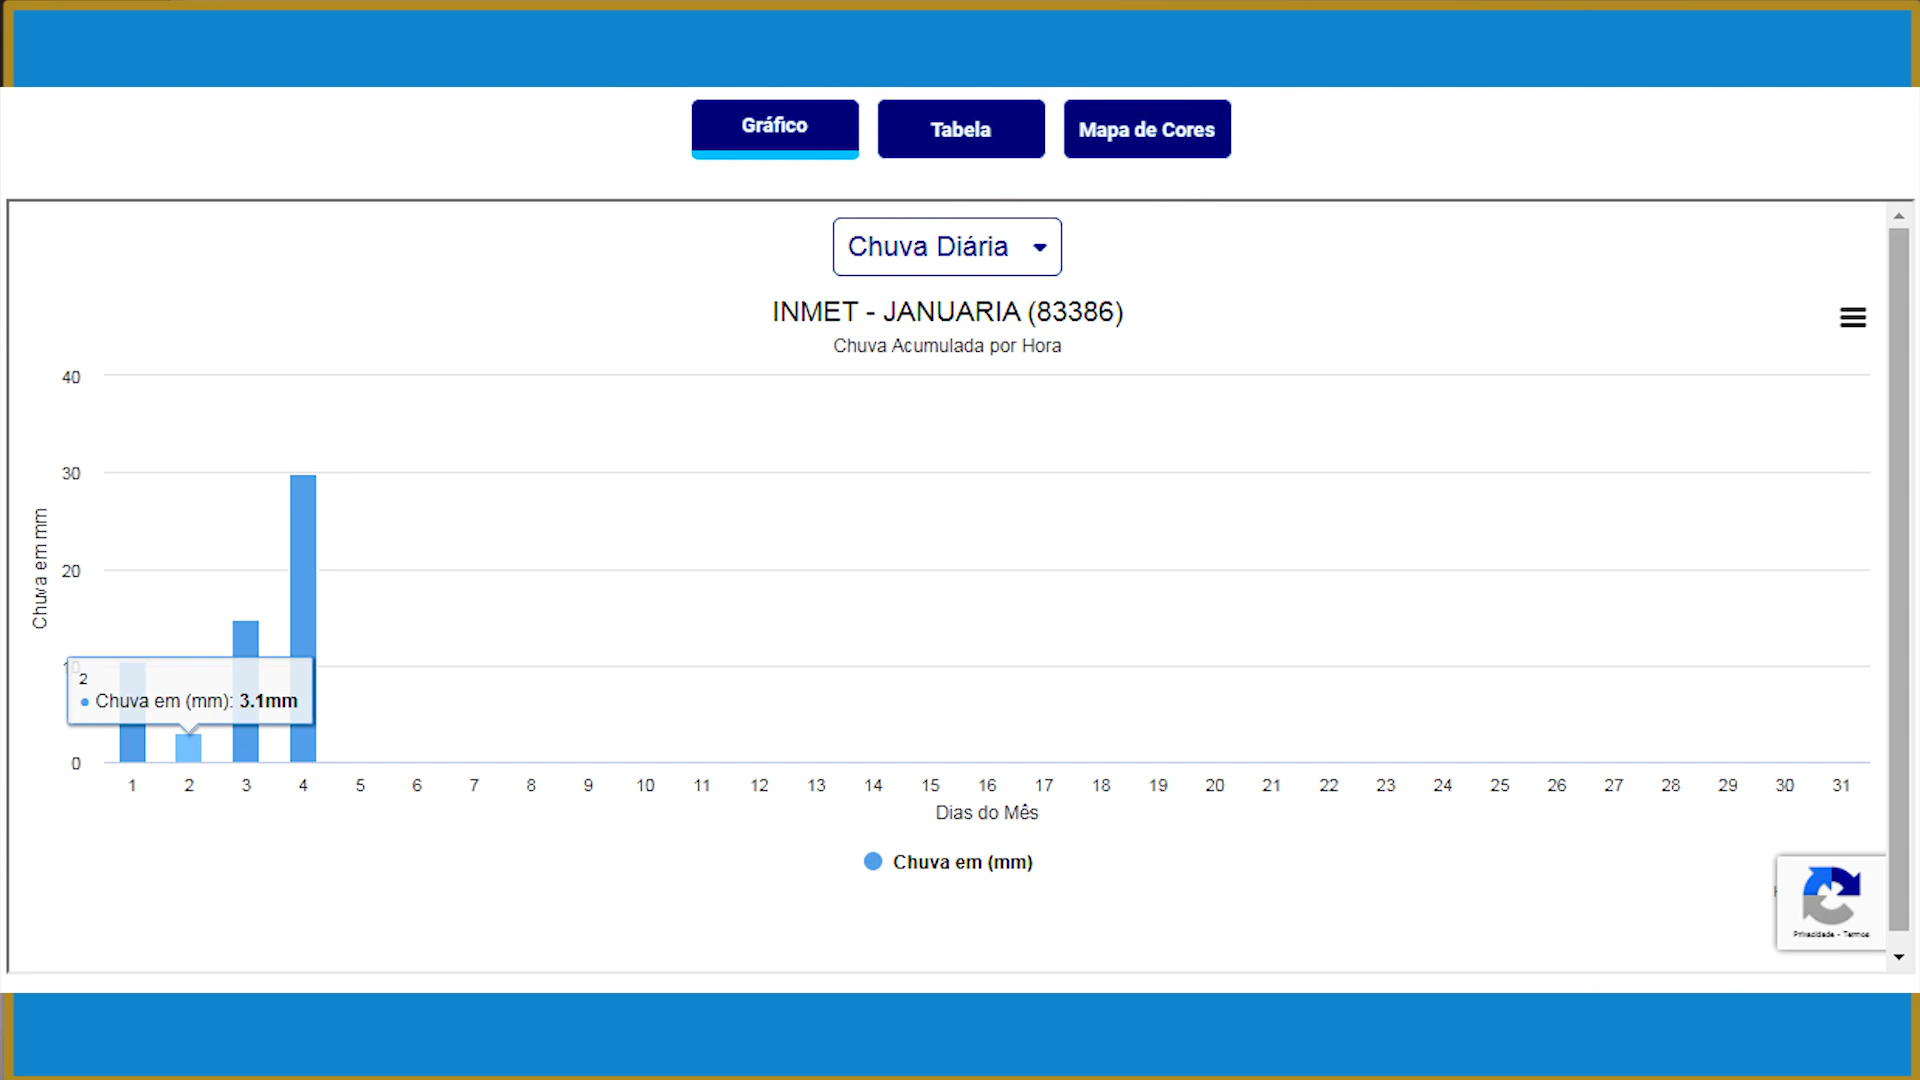 Gráfico Tabela Mapa de Cores
Chuva Diária
INMET - JANUARIA (83386)
Chuva Acumulada por Hora
40
30
20
10
0
Chuva em mm
2
Chuva em (mm): 3.1mm
1 2 3 4 5 6 7 8 9 10 11 12 13 14 15 16 17 18 19 20 21 22 23 24 25 26 27 28 29 30 31
Dias do Mês
Chuva em (mm)
Privacidade - Termos